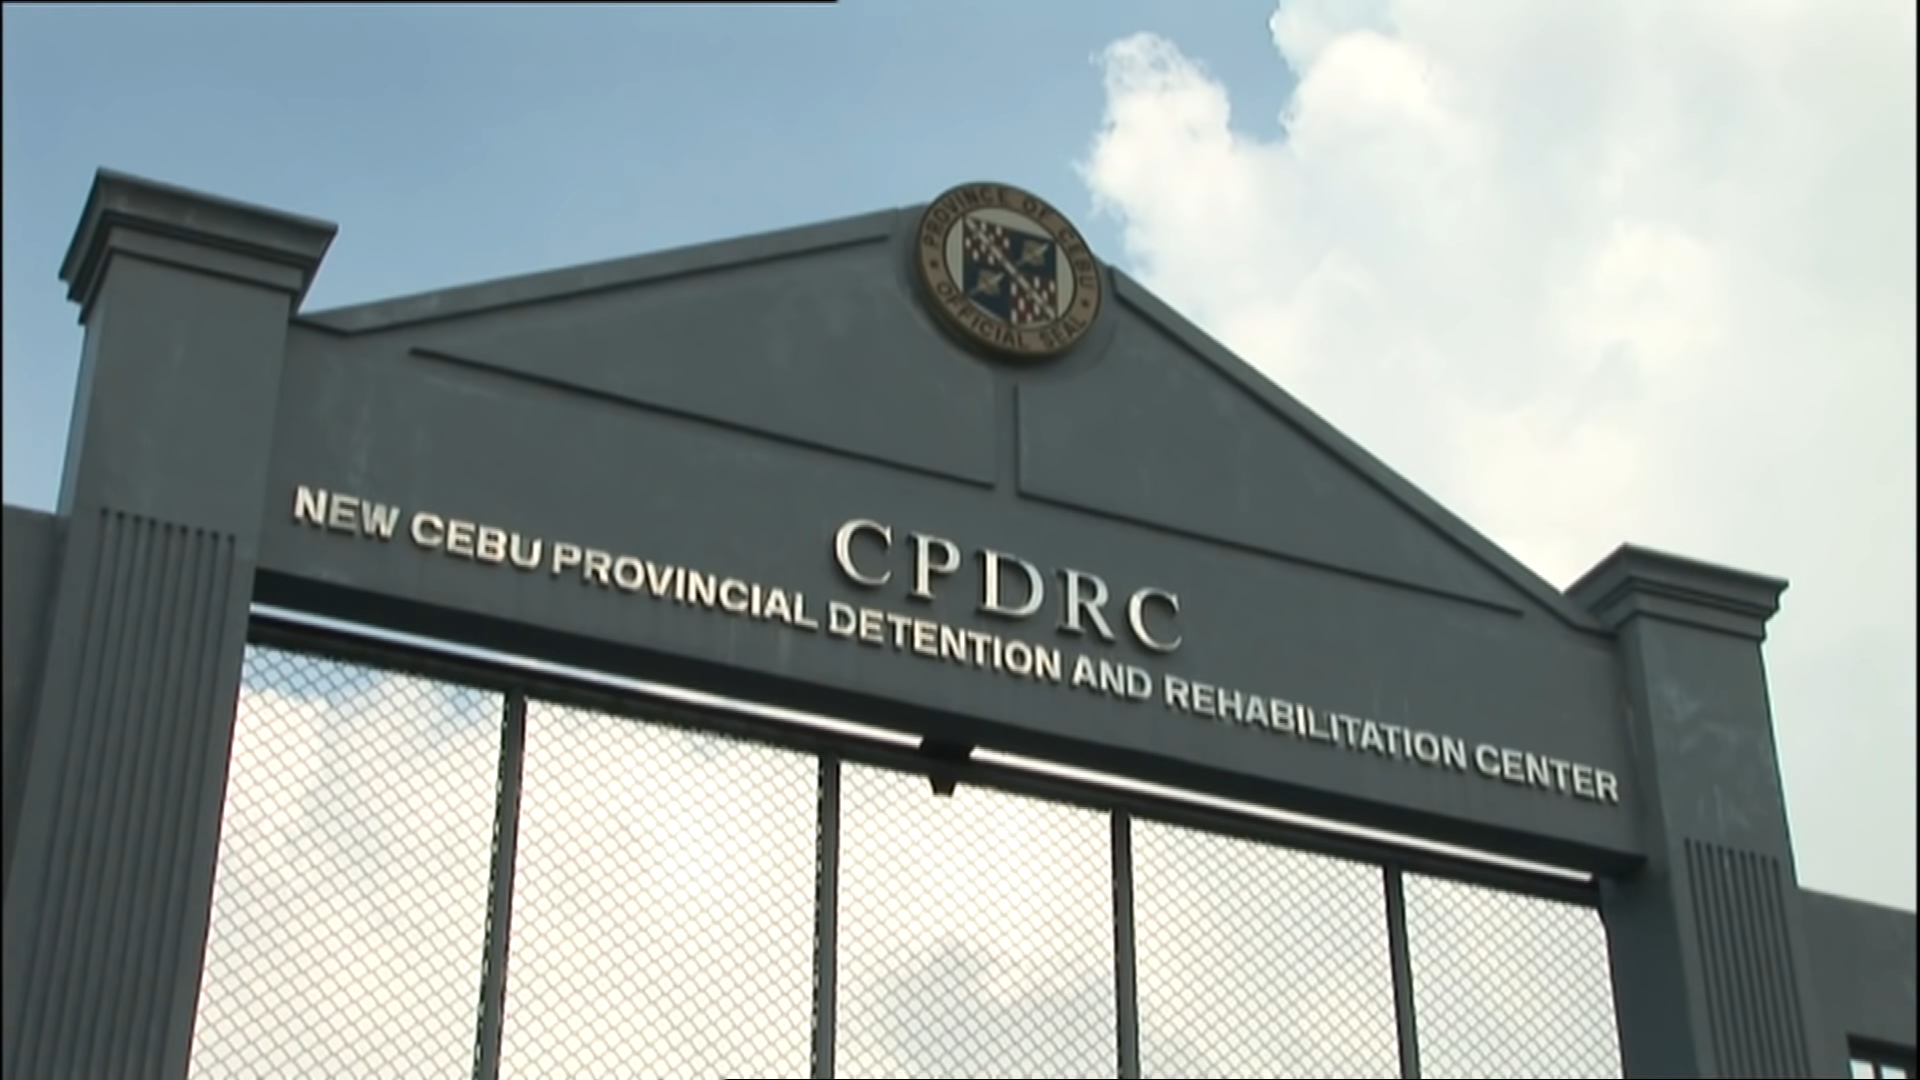 PROVINCE OF CEBU
OFFICIAL SEAL
CPDRC
NEW CEBU PROVINCIAL DETENTION AND REHABILITATION CENTER